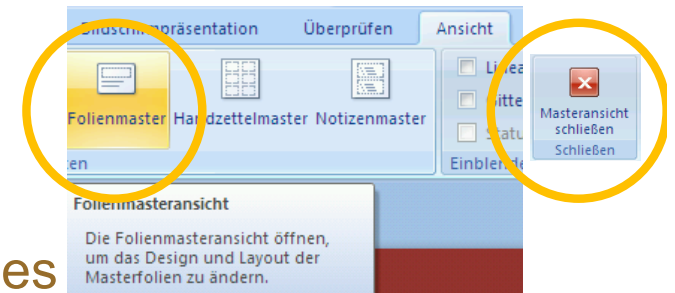 Bildschirmpräsentation Überprüfen Ansicht
Folienmaster Handzettelmaster Notizenmaster
Masteransicht
schließen
Schließen
Folienmasteransicht
Die Folienmasteransicht öffnen,
um das Design und Layout der
Masterfolien zu ändern.
es